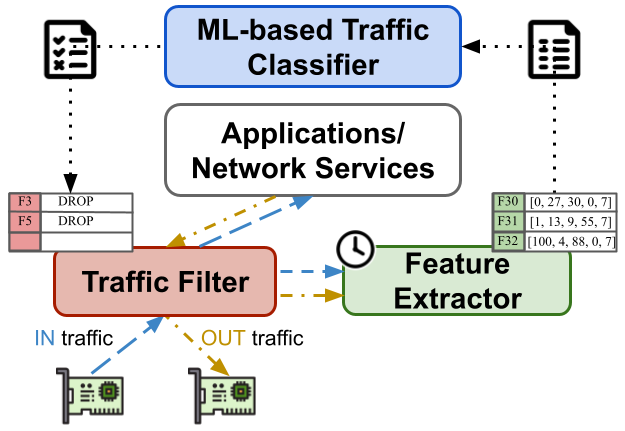 ML-based Traffic
Classifier
Applications/
Network Services
F3 DROP
F5 DROP
F30 [0, 27, 30, 0, 7]
F31 [1, 13, 9, 55, 7]
F32 [100, 4, 88, 0, 7]
Traffic Filter
Feature
Extractor
IN traffic
OUT traffic